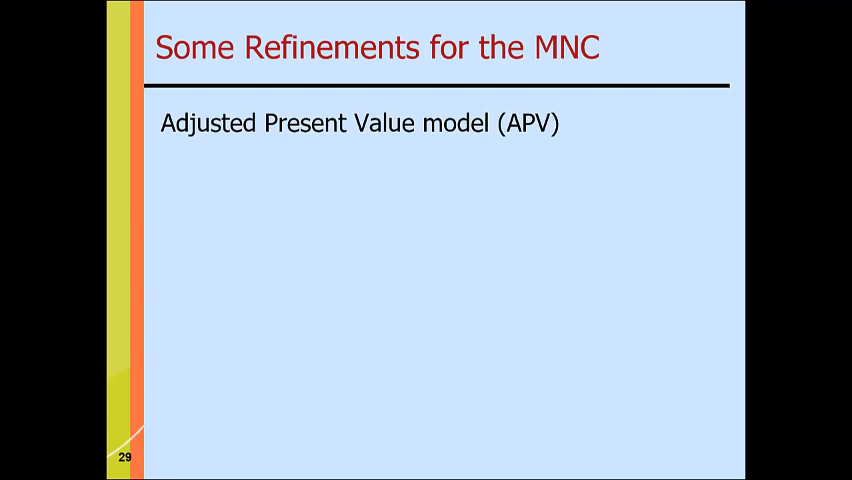 Some Refinements for the MNC
Adjusted Present Value model (APV)
29